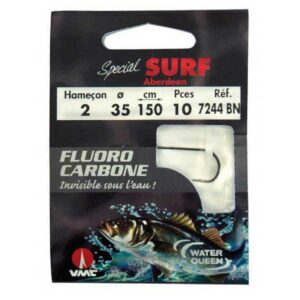 Special SURF
Aberdeen
Hameçon ø cm Pces Réf.
2 35 150 10 7244 BN
FLUORO
CARBONE
Invisible sous l'eau !
VMC
WATER
QUEEN